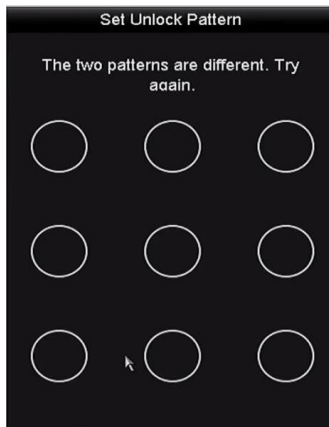 Set Unlock Pattern
The two patterns are different. Try
again.